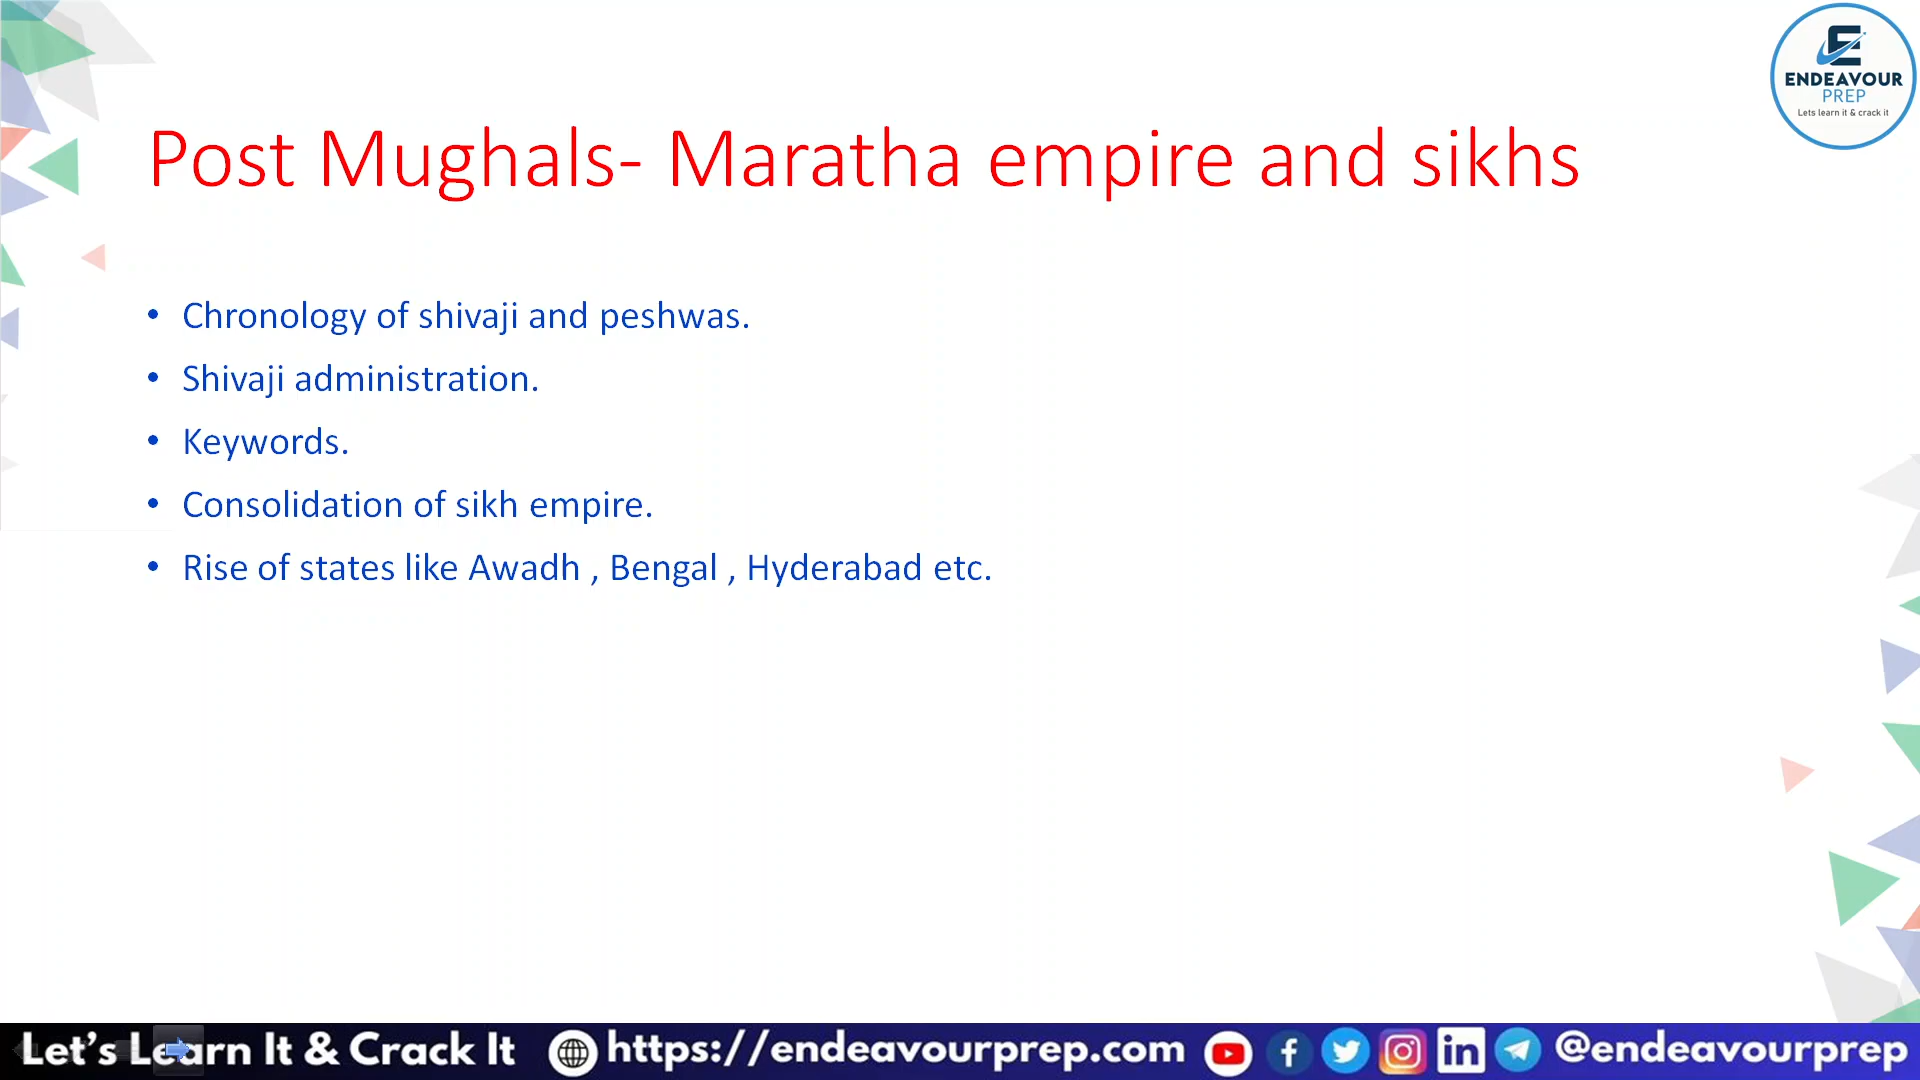 ENDEAVOUR
PREP
Lets learn it & crack it
Post Mughals- Maratha empire and sikhs
• Chronology of shivaji and peshwas.
• Shivaji administration.
• Keywords.
• Consolidation of sikh empire.
• Rise of states like Awadh , Bengal , Hyderabad etc.
Let's Learn It & Crack It https://endeavourprep.com @endeavourprep